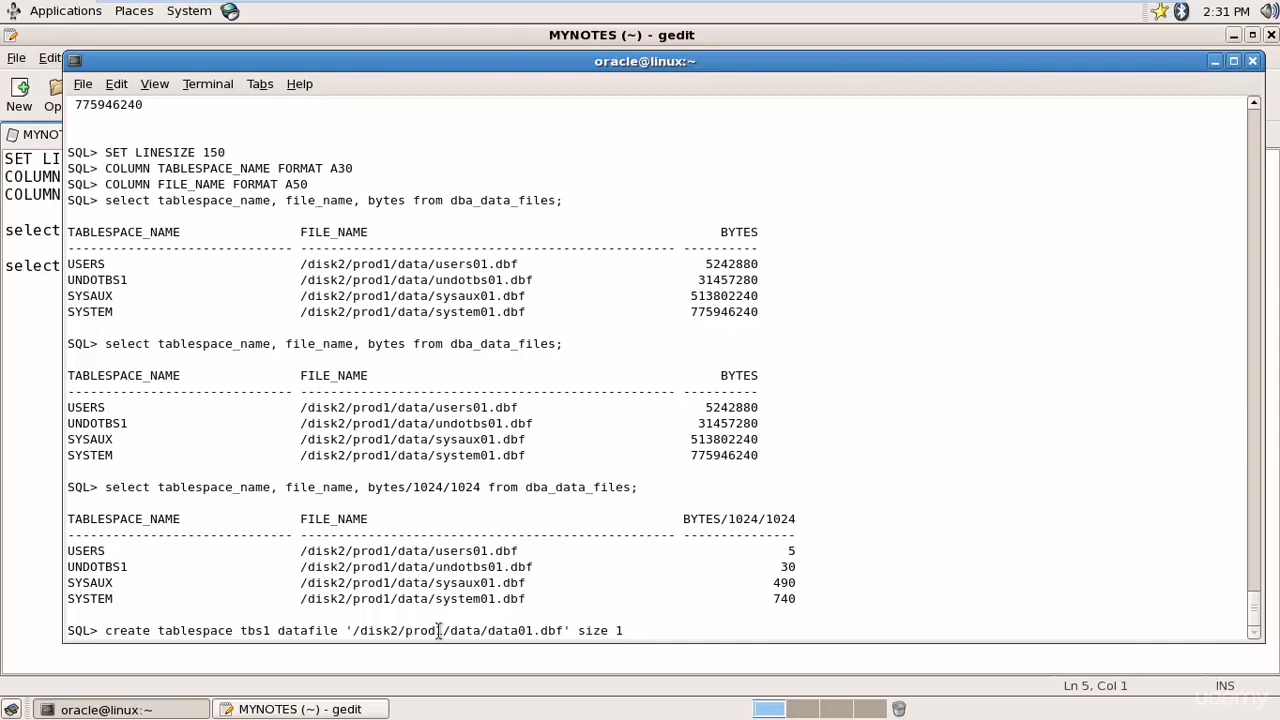 Applications Places System 2:31 PM
MYNOTES (~) - gedit
File Edit
oracle@linux:~
File Edit View Terminal Tabs Help
New Op
MYNO
SET LI
COLUMN
COLUMN
select
select
775946240
SQL> SET LINESIZE 150
SQL> COLUMN TABLESPACE_NAME FORMAT A30
SQL> COLUMN FILE_NAME FORMAT A50
SQL> select tablespace_name, file_name, bytes from dba_data_files;
TABLESPACE_NAME FILE_NAME BYTES
------------------------------ -------------------------------------------------- ----------
USERS /disk2/prod1/data/users01.dbf 5242880
UNDOTBS1 /disk2/prod1/data/undotbs01.dbf 31457280
SYSAUX /disk2/prod1/data/sysaux01.dbf 513802240
SYSTEM /disk2/prod1/data/system01.dbf 775946240
SQL> select tablespace_name, file_name, bytes from dba_data_files;
TABLESPACE_NAME FILE_NAME BYTES
------------------------------ -------------------------------------------------- ----------
USERS /disk2/prod1/data/users01.dbf 5242880
UNDOTBS1 /disk2/prod1/data/undotbs01.dbf 31457280
SYSAUX /disk2/prod1/data/sysaux01.dbf 513802240
SYSTEM /disk2/prod1/data/system01.dbf 775946240
SQL> select tablespace_name, file_name, bytes/1024/1024 from dba_data_files;
TABLESPACE_NAME FILE_NAME BYTES/1024/1024
------------------------------ -------------------------------------------------- ---------------
USERS /disk2/prod1/data/users01.dbf 5
UNDOTBS1 /disk2/prod1/data/undotbs01.dbf 30
SYSAUX /disk2/prod1/data/sysaux01.dbf 490
SYSTEM /disk2/prod1/data/system01.dbf 740
SQL> create tablespace tbs1 datafile '/disk2/prod1/data/data01.dbf' size 1
Ln 5, Col 1 INS
udemy
oracle@linux:~ MYNOTES (~) - gedit